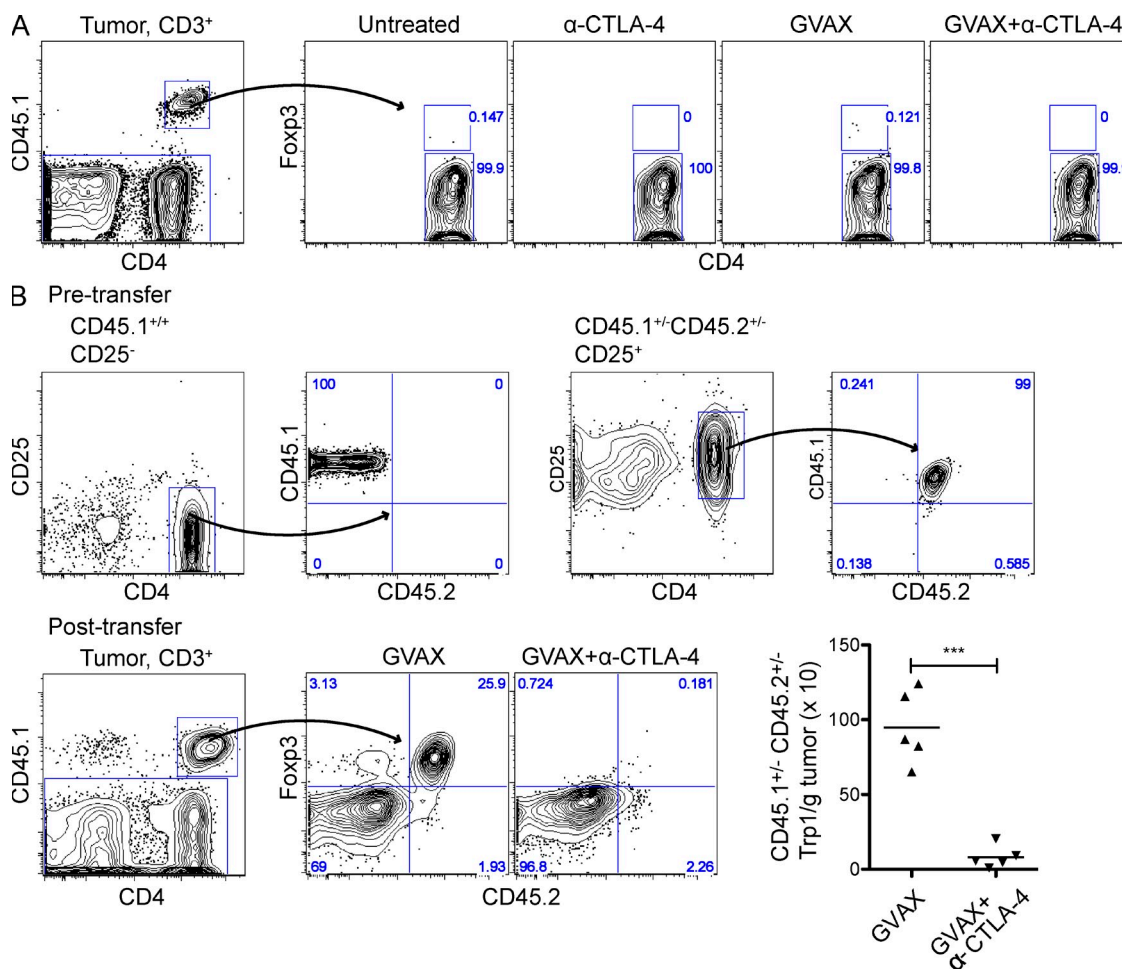 A
Tumor, CD3+
Untreated
α-CTLA-4
GVAX
GVAX+α-CTLA-4
CD45.1
Foxp3
0.147
0
0.121
0
99.9
100
99.8
CD4
CD4
B
Pre-transfer
CD45.1+/+
CD25-
CD45.1+/-CD45.2+/-
CD25+
CD25
CD4
CD45.1
100
0
0
0
CD45.2
CD25
CD4
CD45.1
0.241
99
0.138
0.585
CD45.2
Post-transfer
Tumor, CD3+
GVAX
GVAX+α-CTLA-4
CD45.1
CD4
Foxp3
3.13
25.9
0.724
0.181
69
1.93
96.8
2.26
CD45.2
CD45.1+/- CD45.2+/-
Trp1/g tumor (x 10)
150
100
50
0
***
GVAX
GVAX+
α-CTLA-4